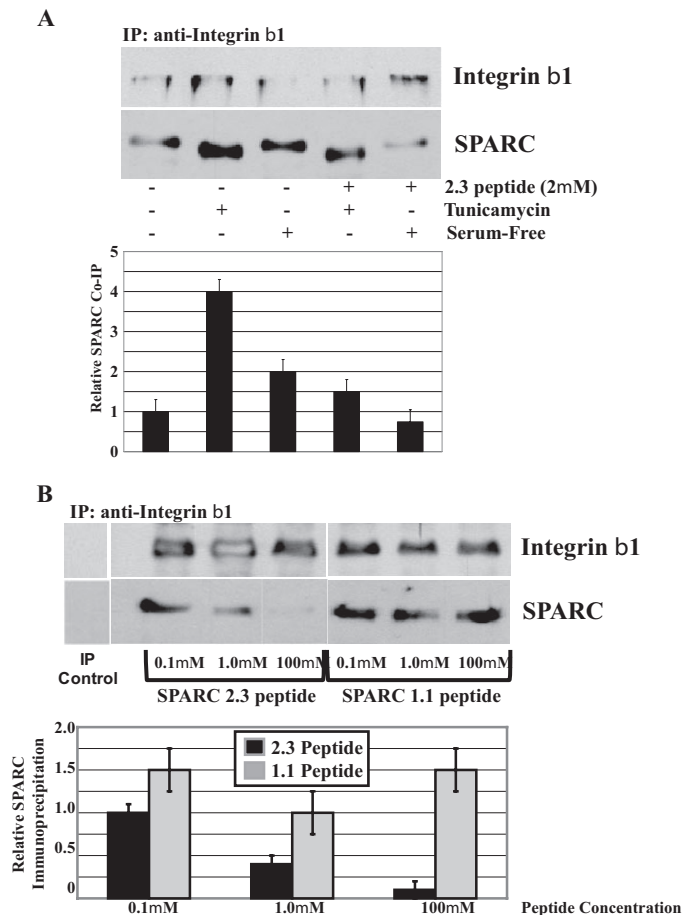 A
IP: anti-Integrin b1
Integrin b1
SPARC
- - - + + 2.3 peptide (2mM)
- + - + - Tunicamycin
- - + - + Serum-Free
Relative SPARC Co-IP
5
4
3
2
1
0
B
IP: anti-Integrin b1
Integrin b1
SPARC
IP Control
0.1mM 1.0mM 100mM 0.1mM 1.0mM 100mM
SPARC 2.3 peptide SPARC 1.1 peptide
Relative SPARC
Immunoprecipitation
2.0
1.5
1.0
0.5
0
2.3 Peptide
1.1 Peptide
0.1mM 1.0mM 100mM Peptide Concentration